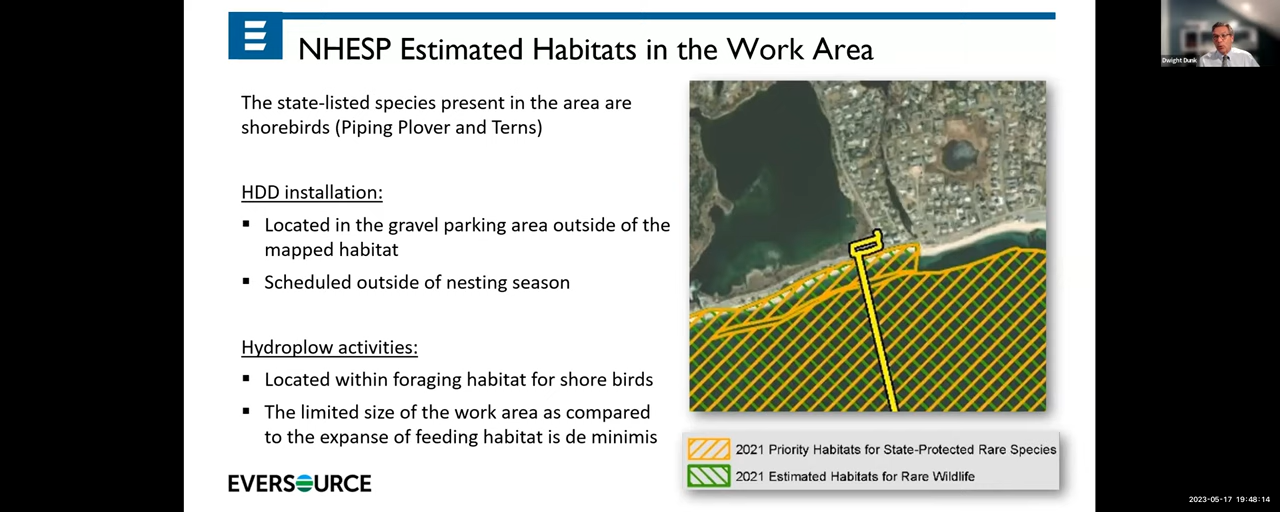 NHESP Estimated Habitats in the Work Area
The state-listed species present in the area are
shorebirds (Piping Plover and Terns)
HDD installation:
▪ Located in the gravel parking area outside of the
mapped habitat
▪ Scheduled outside of nesting season
Hydroplow activities:
▪ Located within foraging habitat for shore birds
▪ The limited size of the work area as compared
to the expanse of feeding habitat is de minimis
EVERSOURCE
2021 Priority Habitats for State-Protected Rare Species
2021 Estimated Habitats for Rare Wildlife
Dwight Dunk
2023-05-17 19:48:14